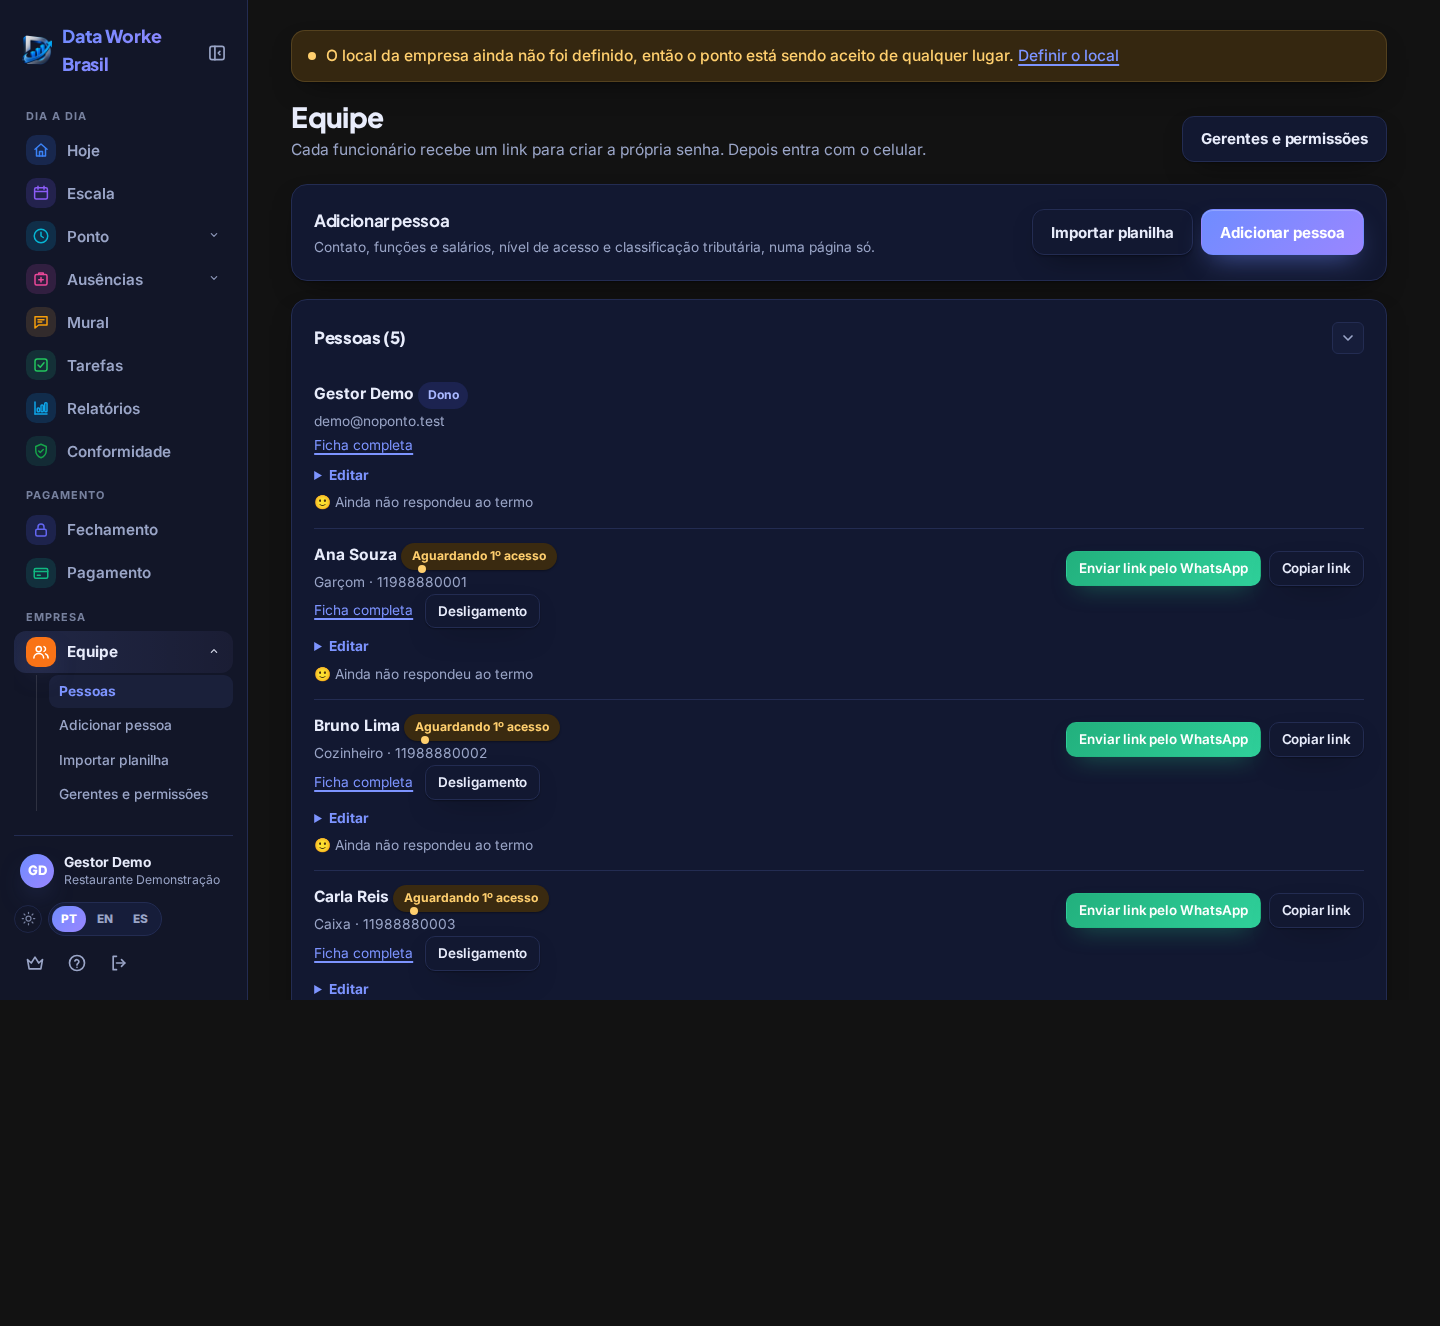 Data Worke
Brasil
DIA A DIA
Hoje
Escala
Ponto
Ausências
Mural
Tarefas
Relatórios
Conformidade
PAGAMENTO
Fechamento
Pagamento
EMPRESA
Equipe
Pessoas
Adicionar pessoa
Importar planilha
Gerentes e permissões
GD
Gestor Demo
Restaurante Demonstração
PT EN ES
O local da empresa ainda não foi definido, então o ponto está sendo aceito de qualquer lugar. Definir o local
Equipe
Cada funcionário recebe um link para criar a própria senha. Depois entra com o celular.
Gerentes e permissões
Adicionar pessoa
Contato, funções e salários, nível de acesso e classificação tributária, numa página só.
Importar planilha
Adicionar pessoa
Pessoas (5)
Gestor Demo Dono
demo@noponto.test
Ficha completa
Editar
Ainda não respondeu ao termo
Ana Souza Aguardando 1º acesso
Garçom · 11988880001
Ficha completa Desligamento
Editar
Ainda não respondeu ao termo
Enviar link pelo WhatsApp Copiar link
Bruno Lima Aguardando 1º acesso
Cozinheiro · 11988880002
Ficha completa Desligamento
Editar
Ainda não respondeu ao termo
Enviar link pelo WhatsApp Copiar link
Carla Reis Aguardando 1º acesso
Caixa · 11988880003
Ficha completa Desligamento
Editar
Enviar link pelo WhatsApp Copiar link